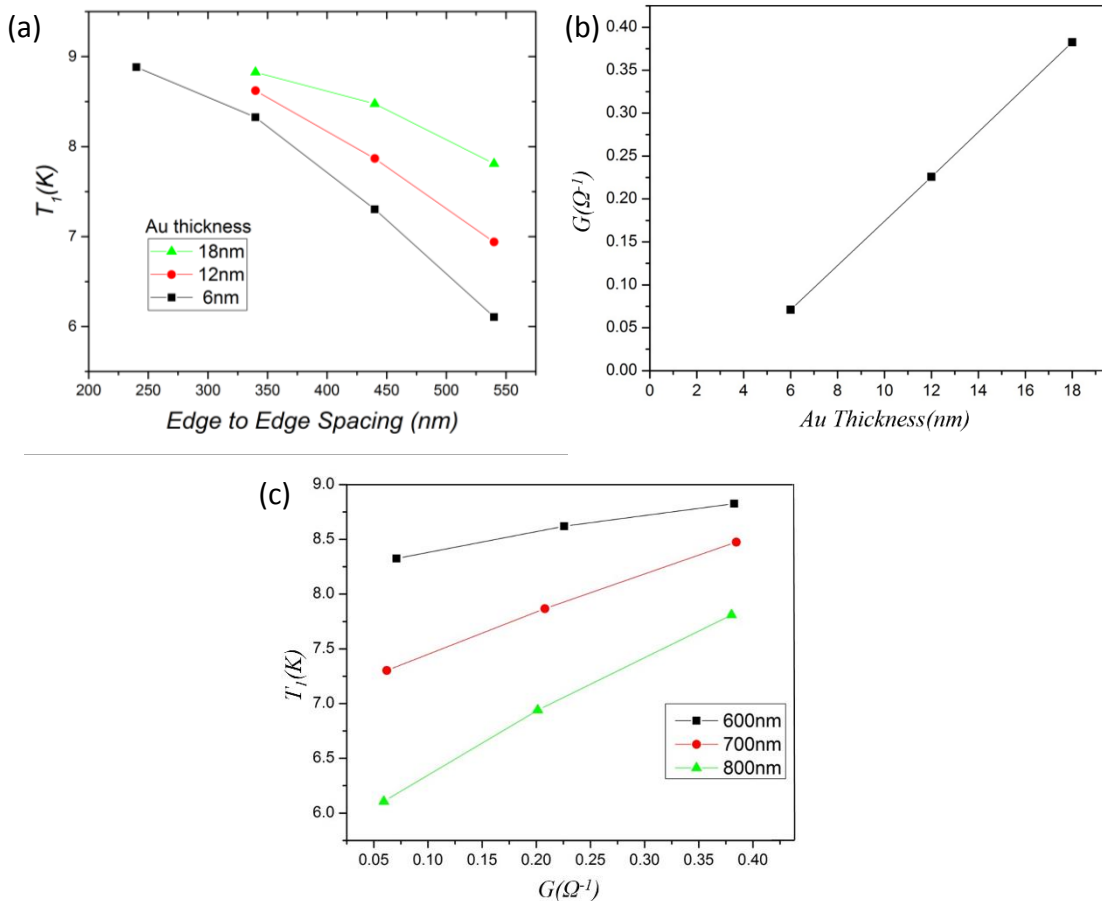 (a)
9
8
7
6
T₁(K)
Au thickness
18nm
12nm
6nm
200 250 300 350 400 450 500 550
Edge to Edge Spacing (nm)
(b)
0.40
0.35
0.30
0.25
0.20
0.15
0.10
0.05
0.00
G(Ω⁻¹)
0 2 4 6 8 10 12 14 16 18
Au Thickness(nm)
(c)
9.0
8.5
8.0
7.5
7.0
6.5
6.0
T₁(K)
600nm
700nm
800nm
0.05 0.10 0.15 0.20 0.25 0.30 0.35 0.40
G(Ω⁻¹)